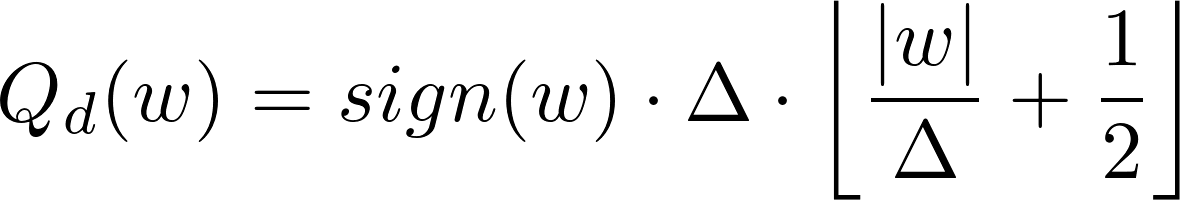 Q_d(w) = sign(w) · Δ · ⌊|w|/Δ + 1/2⌋